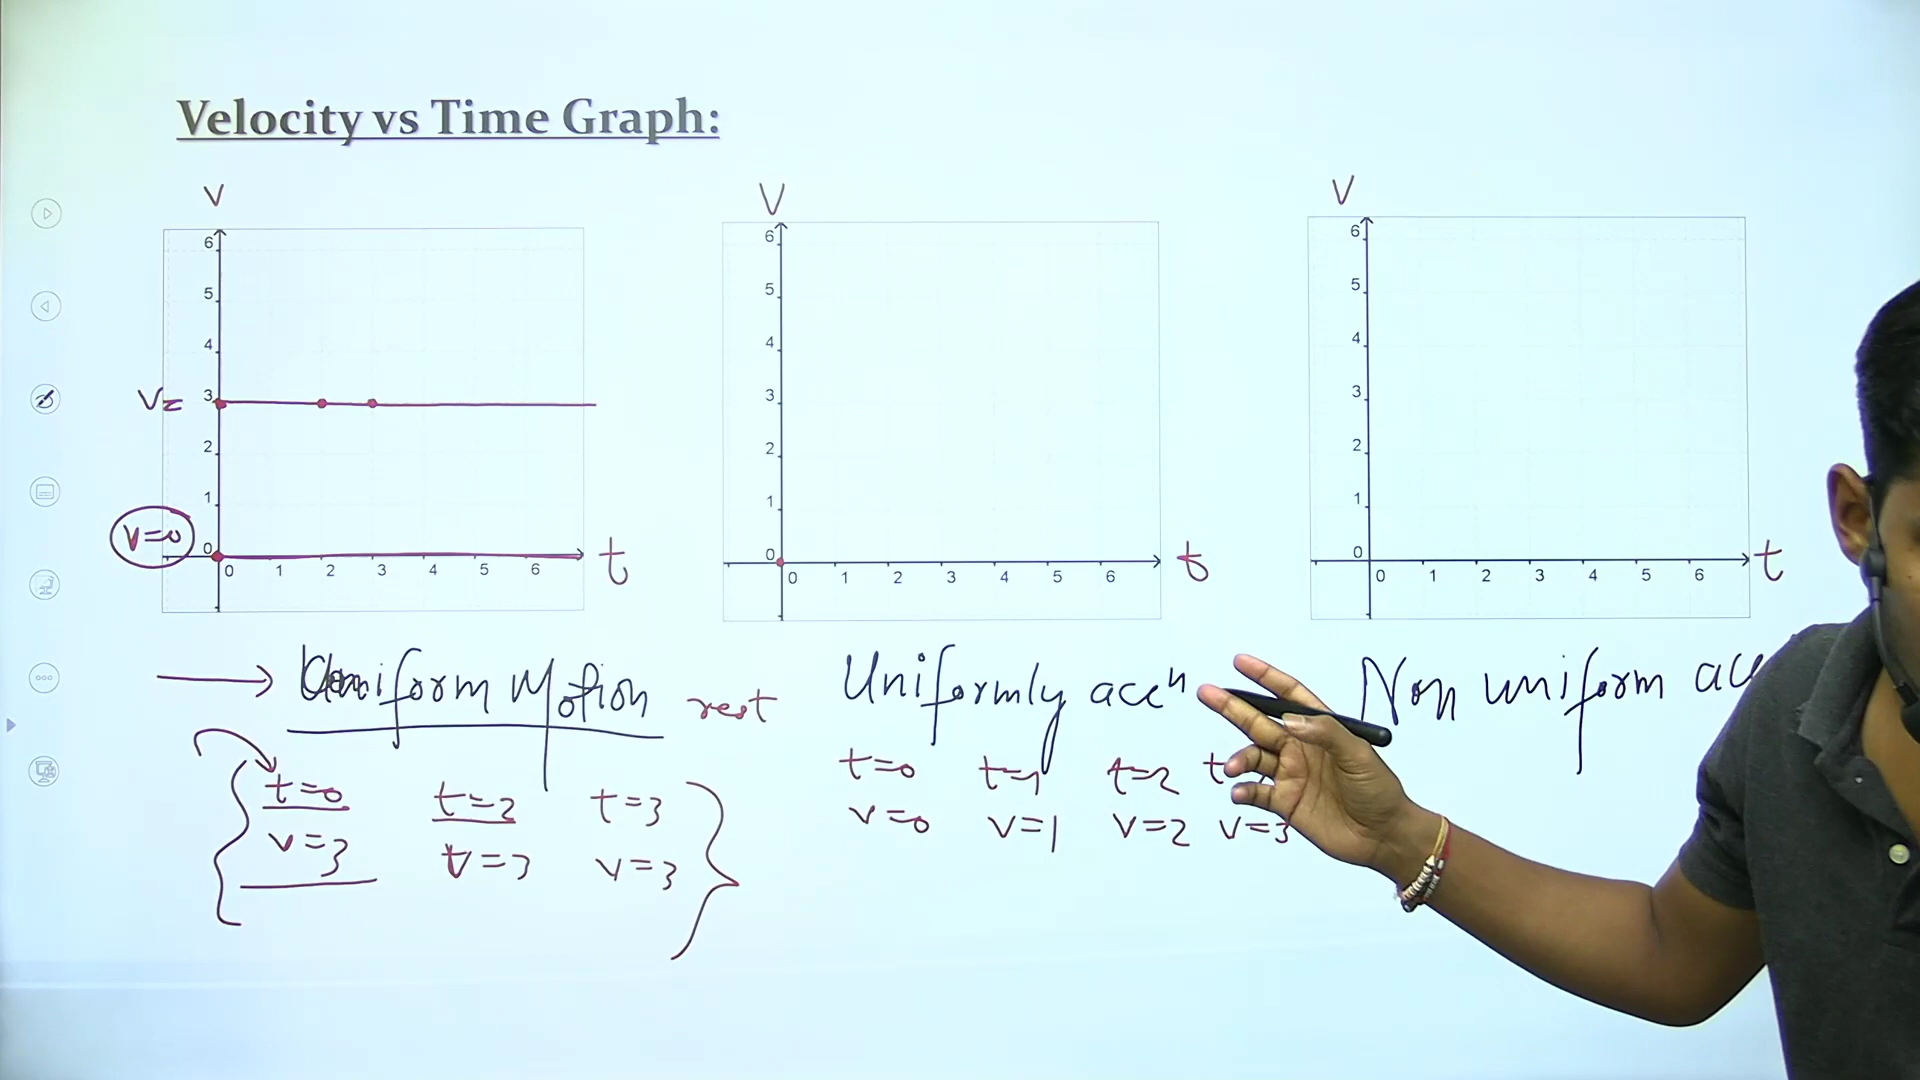 Velocity vs Time Graph:
V
V
V
6
5
4
V= 3
2
1
V=0
0
0 1 2 3 4 5 6
t
6
5
4
3
2
1
0
0 1 2 3 4 5 6
t
6
5
4
3
2
1
0
0 1 2 3 4 5 6
t
Uniform Motion
rest
Uniformly accⁿ
Non uniform acc
t=0 t=2 t=3
v=3 v=3 v=3
t=0 t=1 t=2
v=0 v=1 v=2 v=3